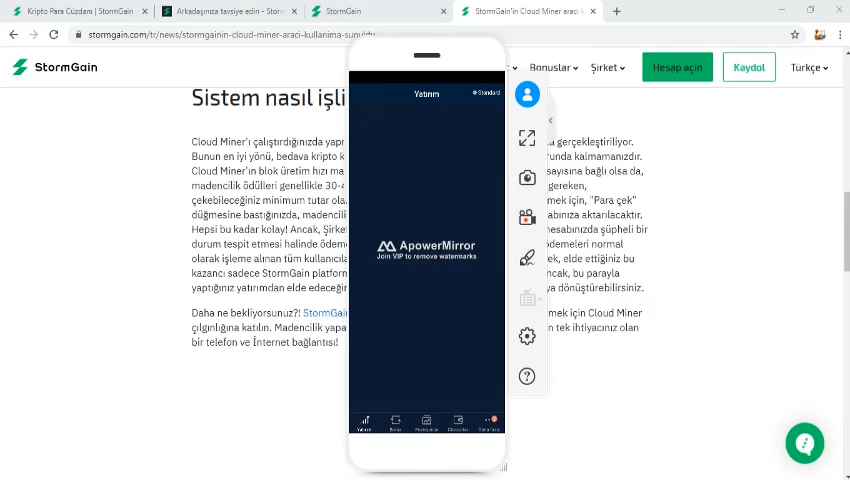 Kripto Para Cüzdanı | StormGain
Arkadaşınıza tavsiye edin - Storm
StormGain
StormGain'in Cloud Miner aracı k
stormgain.com/tr/news/stormgainin-cloud-miner-araci-kullanima-sunuldu
StormGain
Bonuslar
Şirket
Hesap açın
Kaydol
Türkçe
Sistem nasıl işli
Yatırım
Standard
Cloud Miner'ı çalıştırdığınızda yapı
a gerçekleştiriliyor.
Bunun en iyi yönü, bedava kripto k
orunda kalmamanızdır.
Cloud Miner'ın blok üretim hızı ma
sayısına bağlı olsa da,
madencilik ödülleri genellikle 30-4
gereken,
çekebileceğiniz minimum tutar ola
mek için, "Para çek"
düğmesine bastığınızda, madencili
abınıza aktarılacaktır.
Hepsi bu kadar kolay! Ancak, Şirke
hesabınızda şüpheli bir
durum tespit etmesi halinde ödeme
ödemeleri normal
olarak işleme alınan tüm kullanıcıla
ek, elde ettiğiniz bu
kazancı sadece StormGain platform
ancak, bu parayla
yaptığınız yatırımdan elde edeceğin
ya dönüştürebilirsiniz.
ApowerMirror
Join VIP to remove watermarks
Daha ne bekliyorsunuz?! StormGain
mek için Cloud Miner
çılgınlığına katılın. Madencilik yapa
n tek ihtiyacınız olan
bir telefon ve İnternet bağlantısı!
Yatırım
Borsa